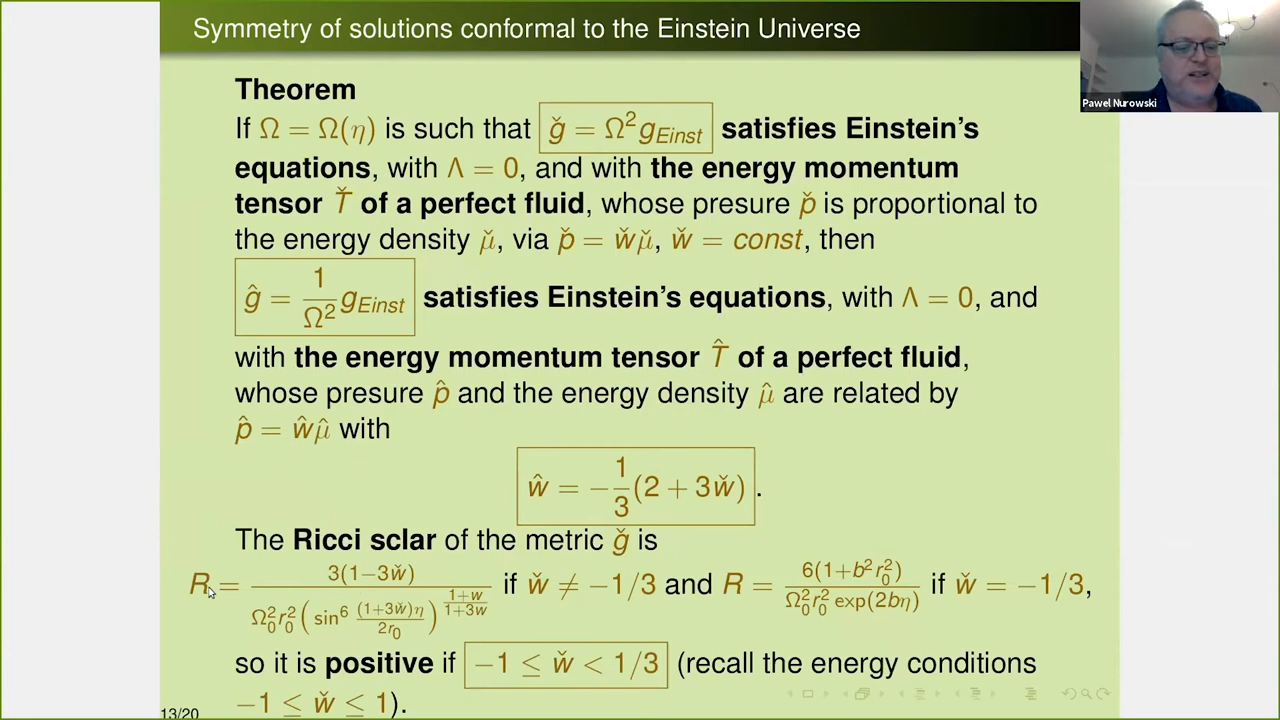 Symmetry of solutions conformal to the Einstein Universe
Pawel Nurowski
Theorem
If Ω = Ω(η) is such that ǧ = Ω²g_Einst satisfies Einstein's
equations, with Λ = 0, and with the energy momentum
tensor Ť of a perfect fluid, whose presure p̌ is proportional to
the energy density μ̌, via p̌ = w̌μ̌, w̌ = const, then
ĝ = 1/Ω² g_Einst satisfies Einstein's equations, with Λ = 0, and
with the energy momentum tensor T̂ of a perfect fluid,
whose presure p̂ and the energy density μ̂ are related by
p̂ = ŵμ̂ with
ŵ = −1/3(2 + 3w̌).
The Ricci sclar of the metric ǧ is
R = 3(1−3w̌) / (Ω₀²r₀²(sin⁶ (1+3w̌)η/2r₀)^((1+w)/(1+3w))) if w̌ ≠ −1/3 and R = 6(1+b²r₀²) / (Ω₀²r₀² exp(2bη)) if w̌ = −1/3,
so it is positive if −1 ≤ w̌ < 1/3 (recall the energy conditions
−1 ≤ w̌ ≤ 1).
13/20